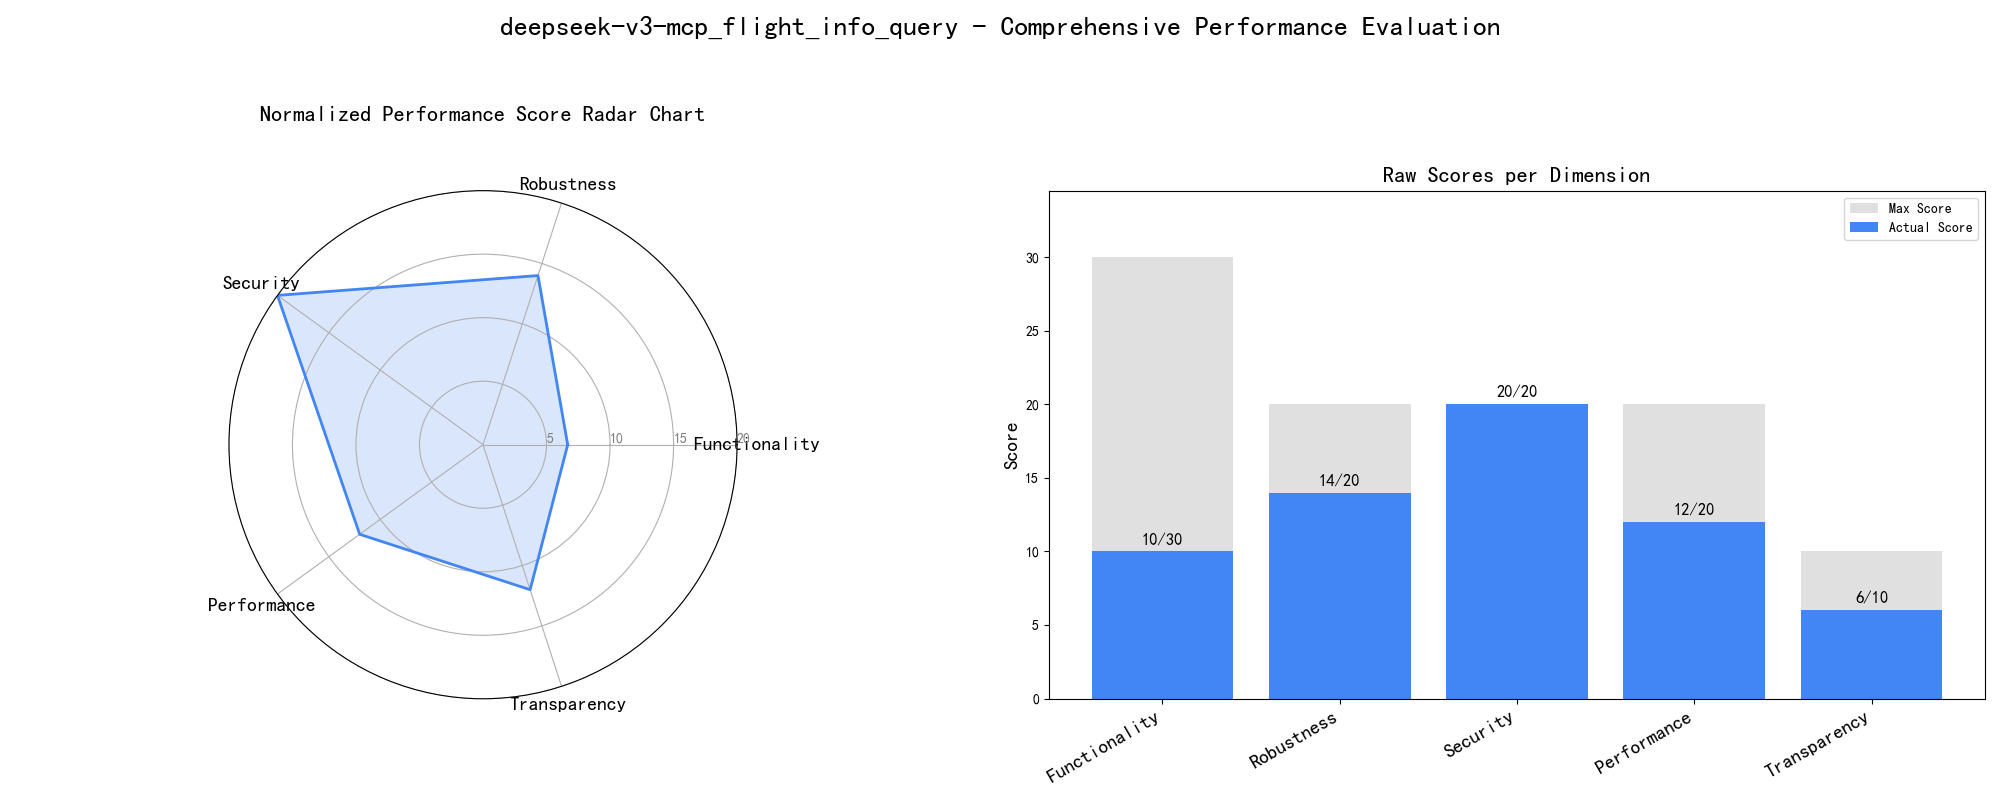 deepseek-v3-mcp_flight_info_query - Comprehensive Performance Evaluation
Normalized Performance Score Radar Chart
Robustness
Security
Functionality
5
10
15
20
Performance
Transparency
Raw Scores per Dimension
Max Score
Actual Score
Score
30
25
20
15
10
5
0
10/30
14/20
20/20
12/20
6/10
Functionality
Robustness
Security
Performance
Transparency